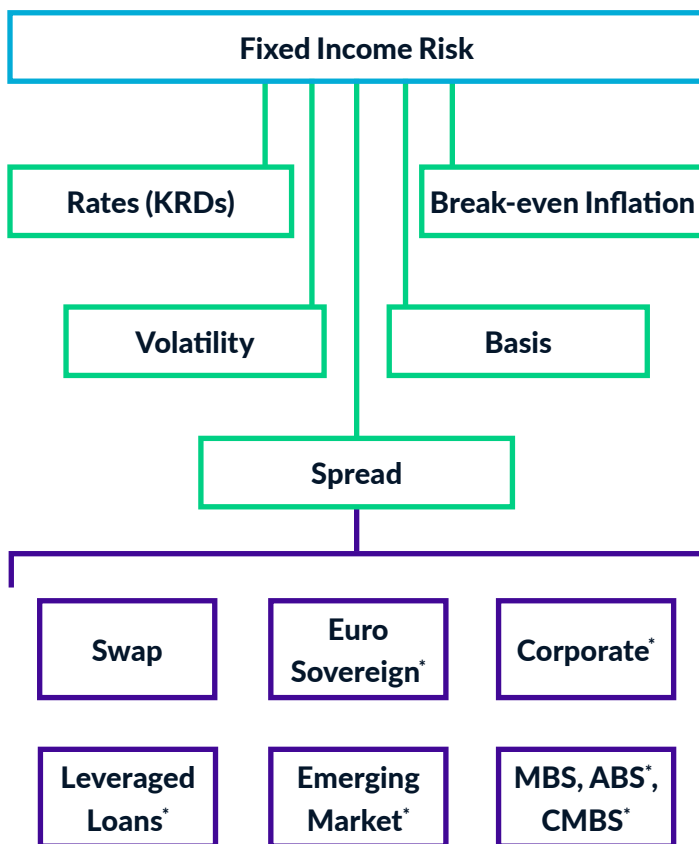 Fixed Income Risk
Rates (KRDs)
Break-even Inflation
Volatility
Basis
Spread
Swap
Euro
Sovereign*
Corporate*
Leveraged
Loans*
Emerging
Market*
MBS, ABS*,
CMBS*